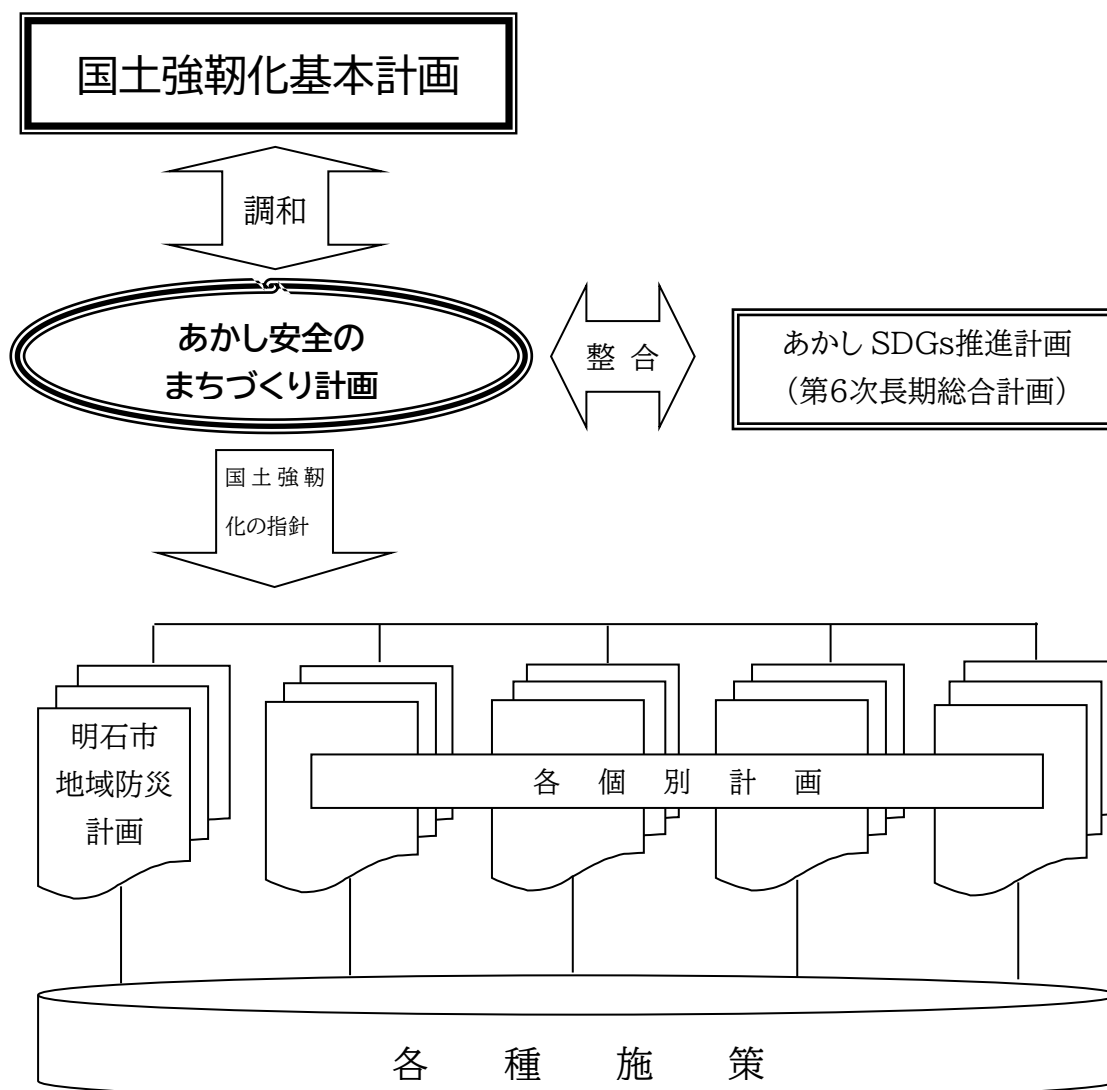 国土強靭化基本計画
調和
あかし安全の
まちづくり計画
整 合
あかし SDGs推進計画
（第6次長期総合計画）
国土強靭
化の指針
明石市
地域防災
計画
各 個 別 計 画
各 種 施 策